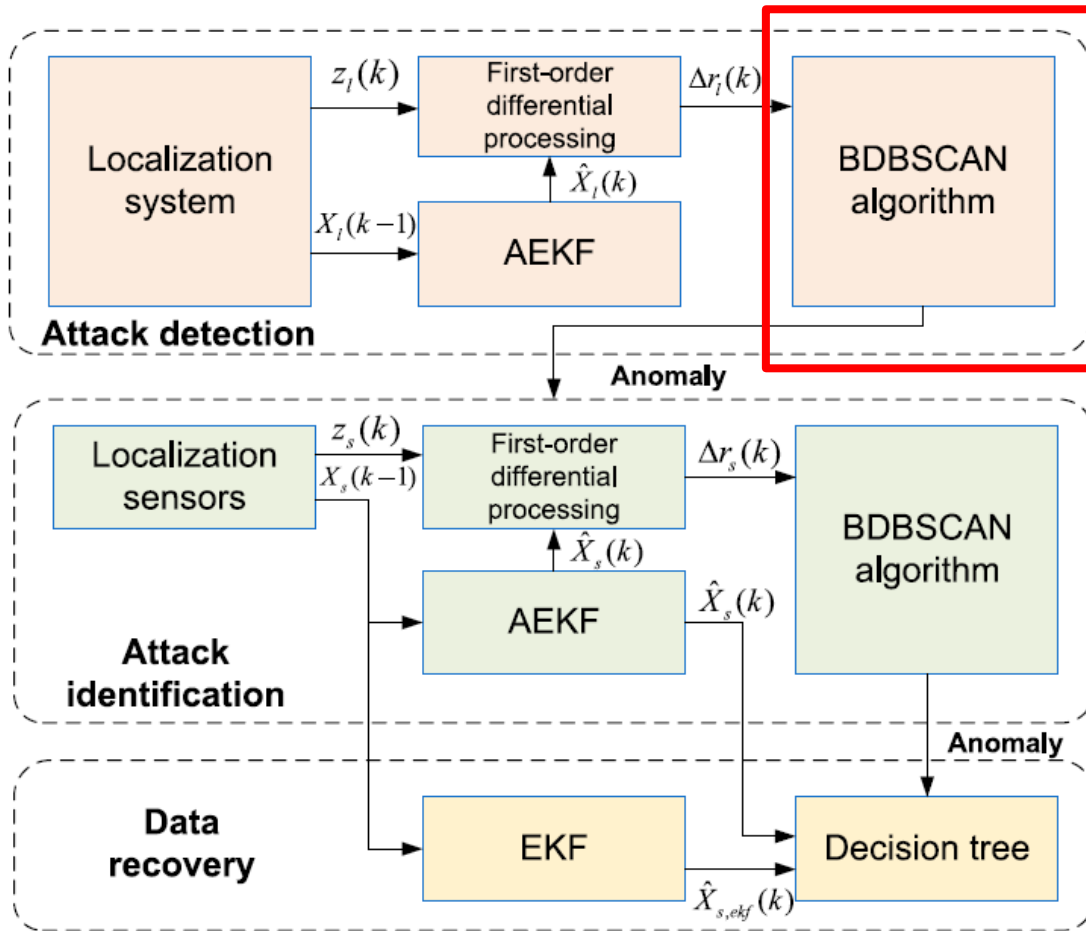 z_l(k)
First-order
differential
processing
Δr_l(k)
Localization
system
BDBSCAN
algorithm
X̂_l(k)
X_l(k−1)
AEKF
Attack detection
Anomaly
Localization
sensors
z_s(k)
X_s(k−1)
First-order
differential
processing
Δr_s(k)
BDBSCAN
algorithm
X̂_s(k)
AEKF
X̂_s(k)
Attack
identification
Anomaly
Data
recovery
EKF
Decision tree
X̂_{s,ekf}(k)